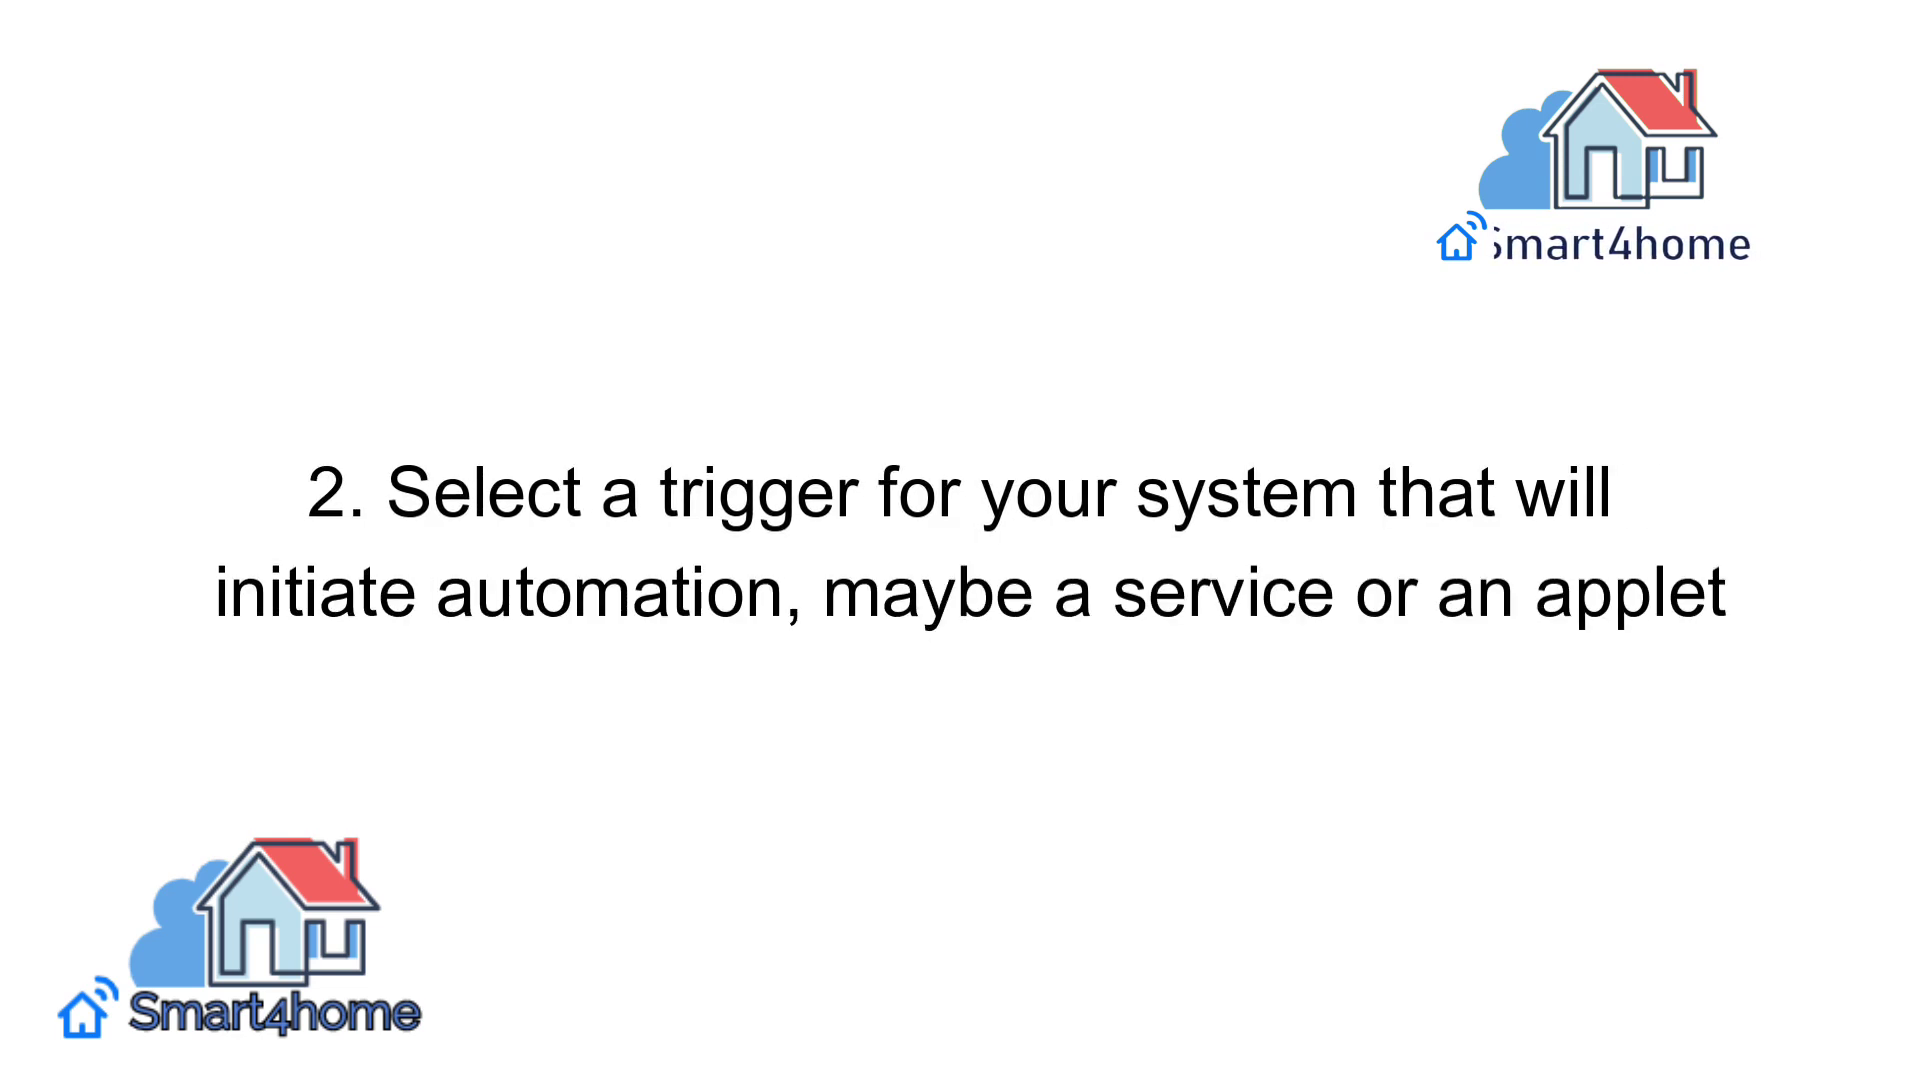 Smart4home
2. Select a trigger for your system that will
initiate automation, maybe a service or an applet
Smart4home